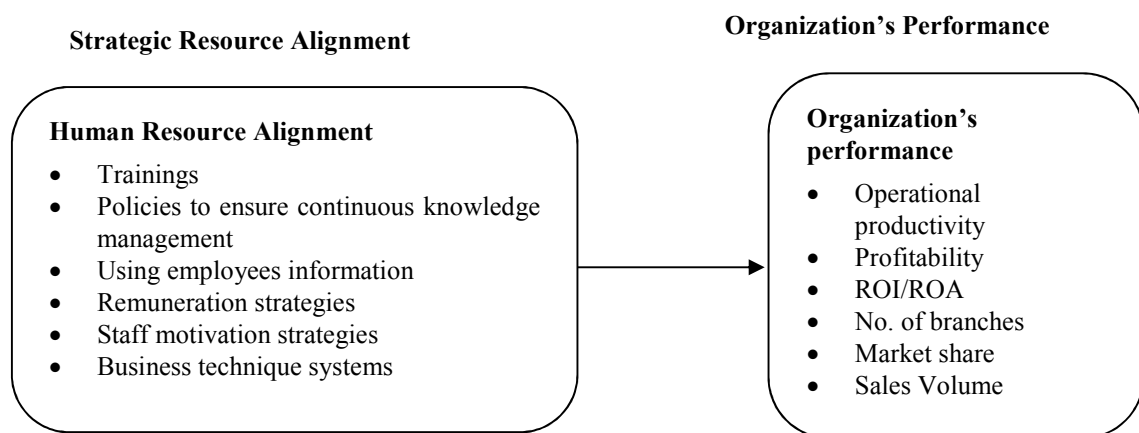 Strategic Resource Alignment
Organization’s Performance
Human Resource Alignment
• Trainings
• Policies to ensure continuous knowledge
management
• Using employees information
• Remuneration strategies
• Staff motivation strategies
• Business technique systems
Organization’s
performance
• Operational
productivity
• Profitability
• ROI/ROA
• No. of branches
• Market share
• Sales Volume